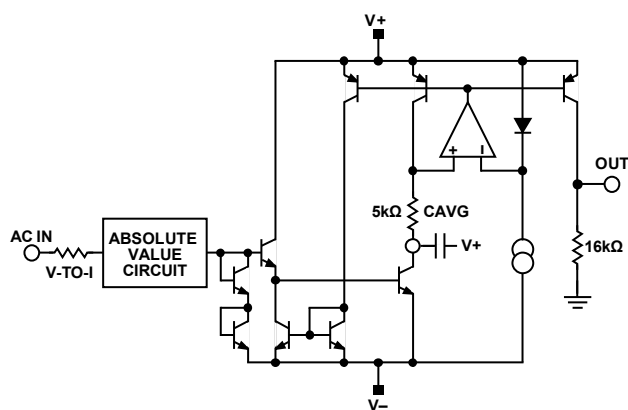 V+
+ –
OUT
5kΩ CAVG
AC IN
V-TO-I
ABSOLUTE
VALUE
CIRCUIT
V+
16kΩ
V–